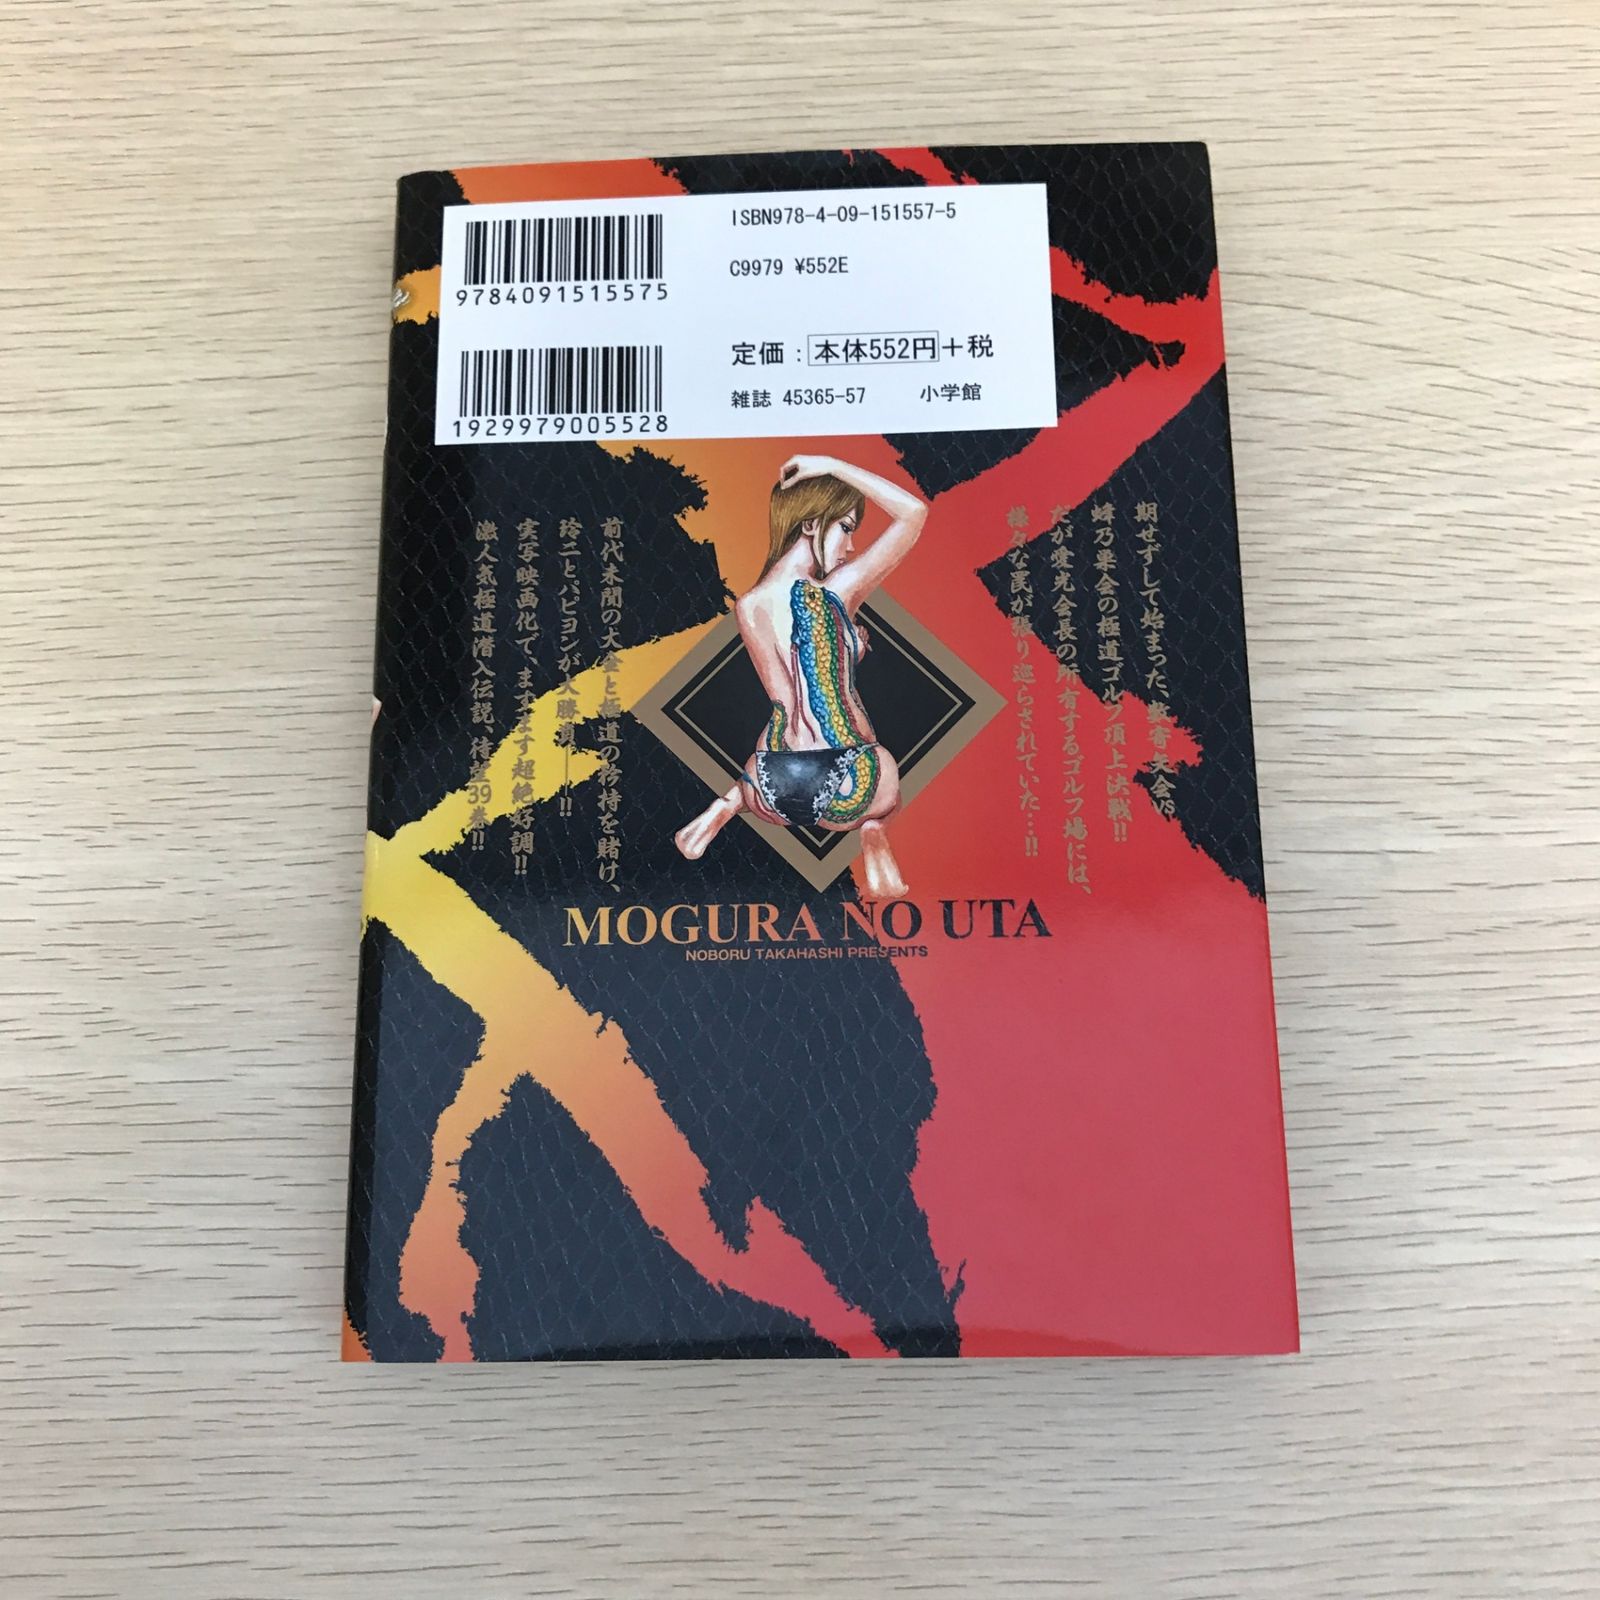 ISBN978-4-09-151557-5
C9979 ¥552E
9784091515575
定価：本体552円＋税
雑誌 45365-57 小学館
1929979005528
期せずして始まった、数寄矢会VS
蜂乃巣会の極道ゴルフ頂上決戦!!
だが愛光会長の所有するゴルフ場には、
様々な罠が張り巡らされていた…!!
前代未聞の大金と極道の矜持を賭け、
玲二とパピヨンが大勝負――!!
実写映画化で、ますます超絶好調!!
激人気極道潜入伝説、待望39巻!!
MOGURA NO UTA
NOBORU TAKAHASHI PRESENTS